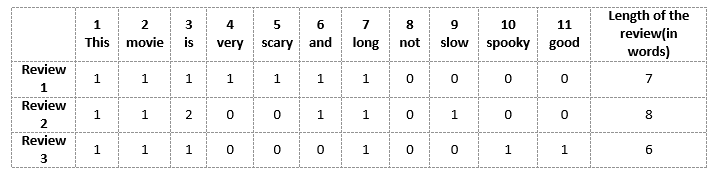 1 2 3 4 5 6 7 8 9 10 11 Length of the review(in words)
This movie is very scary and long not slow spooky good
Review 1 1 1 1 1 1 1 1 0 0 0 0 7
Review 2 1 1 2 0 0 1 1 0 1 0 0 8
Review 3 1 1 1 0 0 0 1 0 0 1 1 6